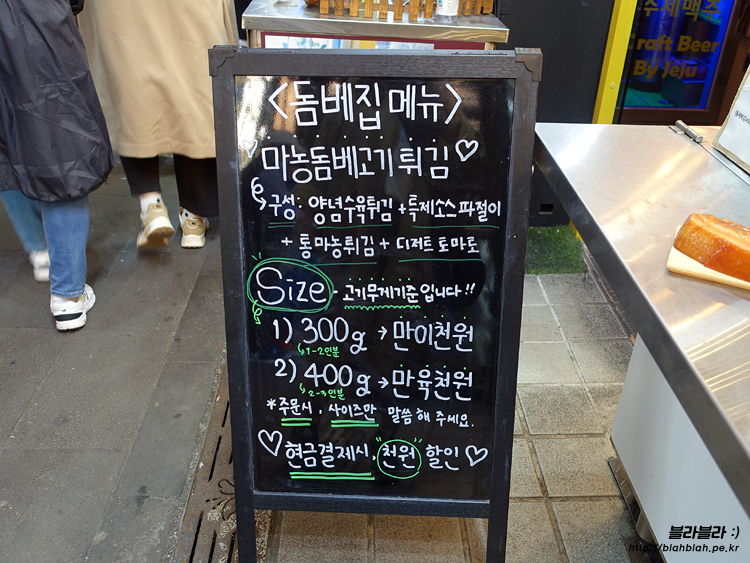 수제맥주
Craft Beer
By Jeju
<돔베집 메뉴>
마농돔베고기튀김
구성: 양념수육튀김+특제소스파절이
+ 통마농튀김 + 디저트 토마토
Size - 고기무게기준입니다!!
1) 300g → 만이천원
1-2인분
2) 400g → 만육천원
2-3인분
*주문시, 사이즈만 말씀해 주세요.
현금결제시, 천원 할인
블라블라 :)
http://blahblah.pe.kr